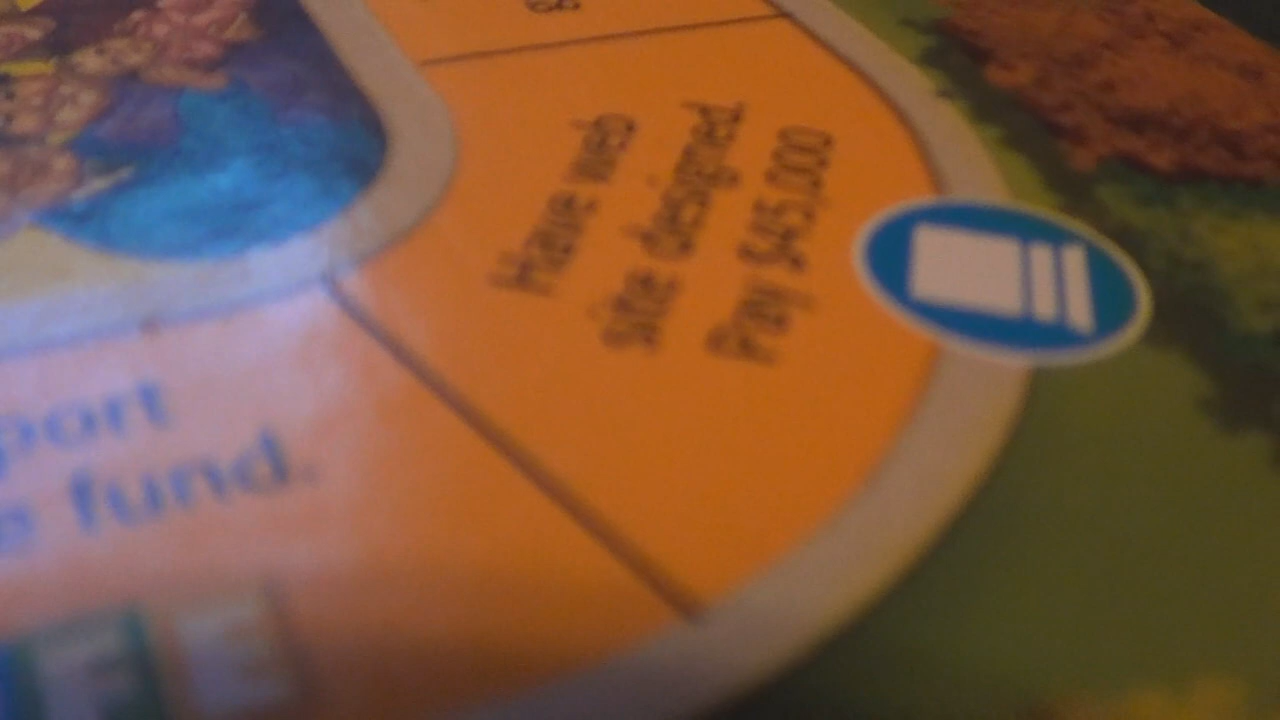 Have web
site designed.
Pay $45,000
port
e fund.